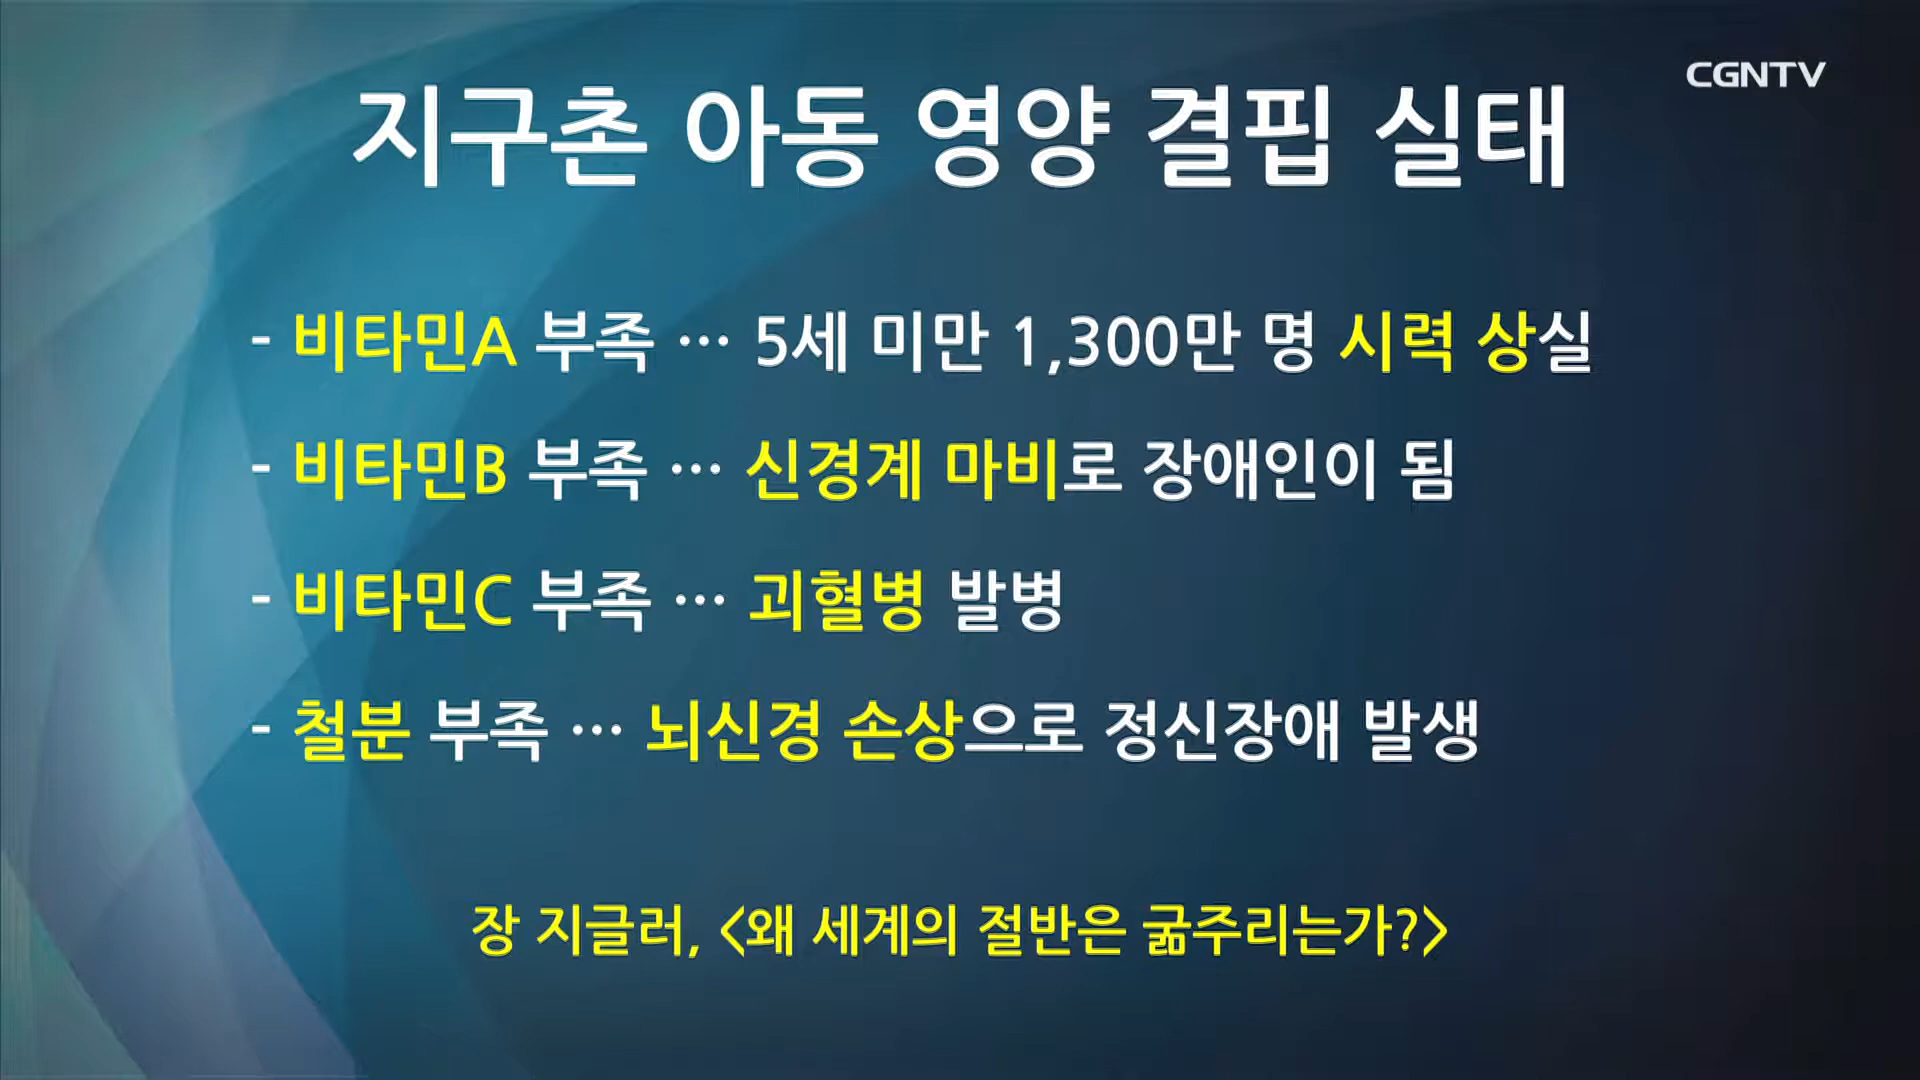 CGNTV
지구촌 아동 영양 결핍 실태
- 비타민A 부족 … 5세 미만 1,300만 명 시력 상실
- 비타민B 부족 … 신경계 마비로 장애인이 됨
- 비타민C 부족 … 괴혈병 발병
- 철분 부족 … 뇌신경 손상으로 정신장애 발생
장 지글러, <왜 세계의 절반은 굶주리는가?>